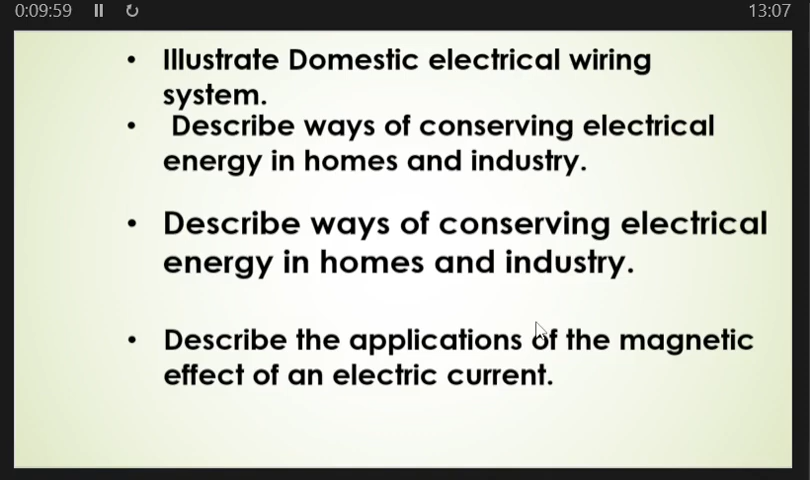 0:09:59
13:07
• Illustrate Domestic electrical wiring
system.
• Describe ways of conserving electrical
energy in homes and industry.
• Describe ways of conserving electrical
energy in homes and industry.
• Describe the applications of the magnetic
effect of an electric current.